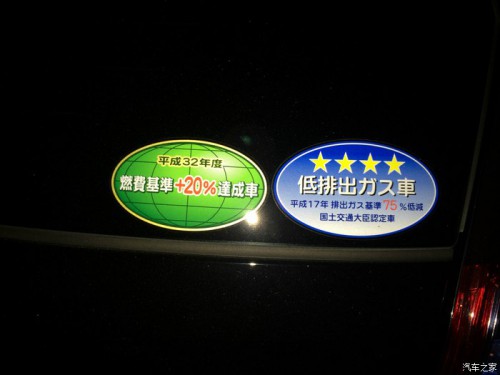 平成32年度
燃費基準+20%達成車
★★★★
低排出ガス車
平成17年 排出ガス基準75%低減
国土交通大臣認定車
汽车之家